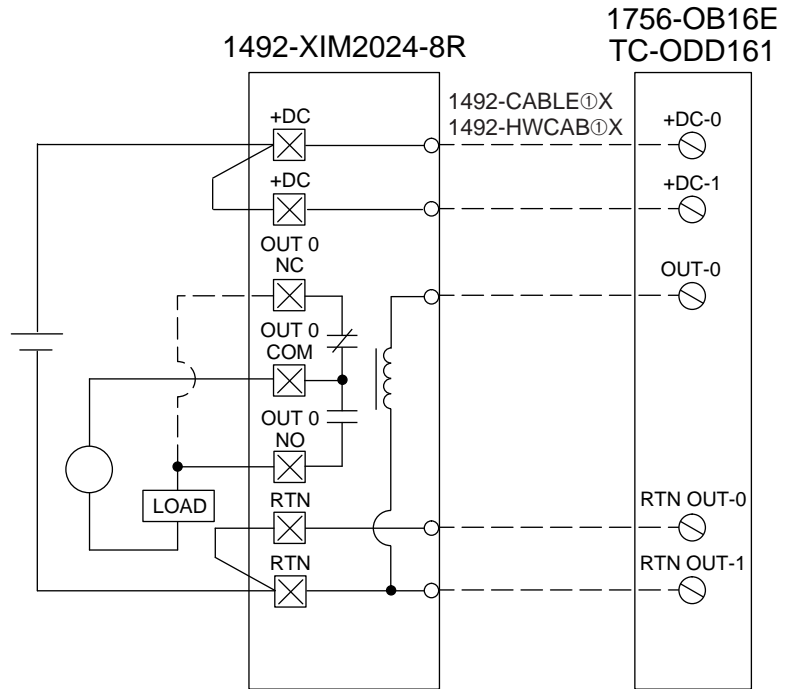 1756-OB16E
TC-ODD161
1492-XIM2024-8R
1492-CABLE①X
1492-HWCAB①X
+DC
+DC-0
+DC
+DC-1
OUT 0
NC
OUT-0
OUT 0
COM
OUT 0
NO
LOAD
RTN
RTN OUT-0
RTN
RTN OUT-1